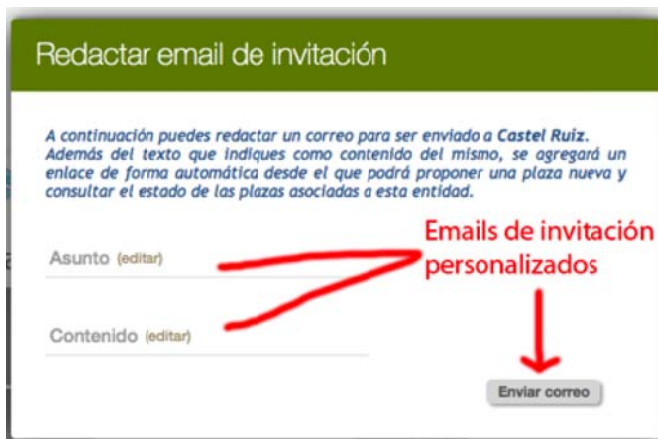 Redactar email de invitación
A continuación puedes redactar un correo para ser enviado a Castel Ruiz.
Además del texto que indiques como contenido del mismo, se agregará un
enlace de forma automática desde el que podrá proponer una plaza nueva y
consultar el estado de las plazas asociadas a esta entidad.
Emails de invitación
personalizados
Asunto (editar)
Contenido (editar)
Enviar correo